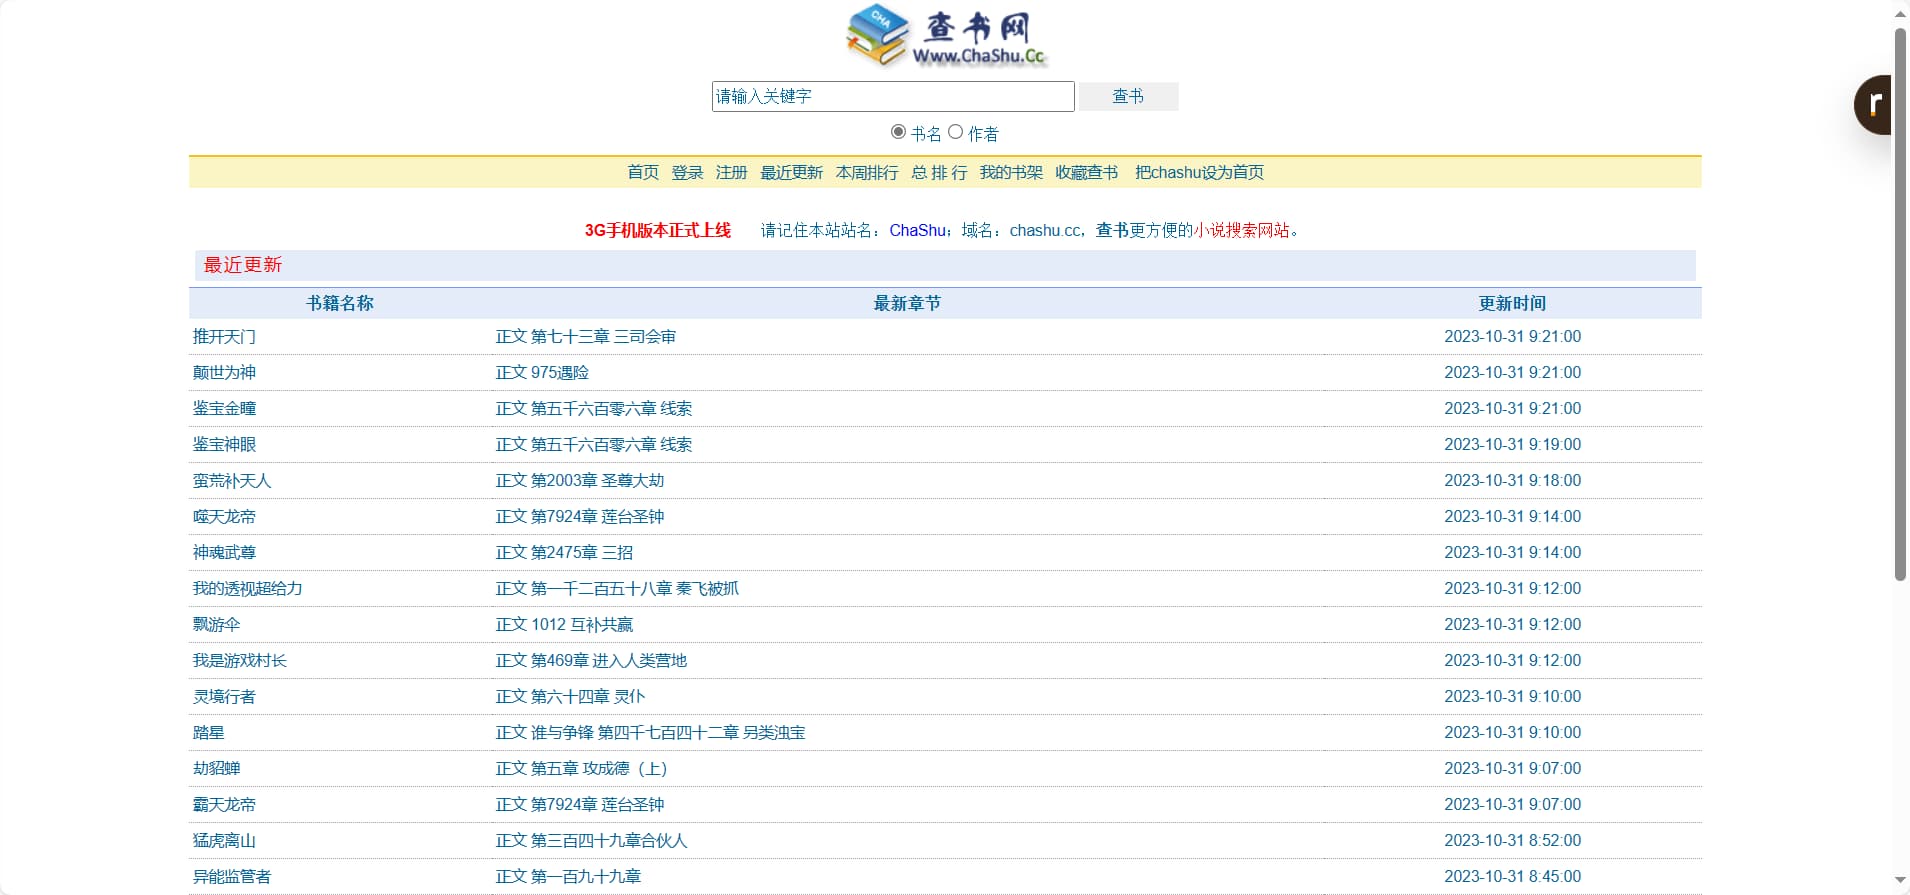 CHA
查书网
Www.ChaShu.Cc
请输入关键字 查书
书名 作者
首页 登录 注册 最近更新 本周排行 总 排 行 我的书架 收藏查书 把chashu设为首页
3G手机版本正式上线 请记住本站站名：ChaShu；域名：chashu.cc，查书更方便的小说搜索网站。
最近更新
书籍名称 最新章节 更新时间
推开天门 正文 第七十三章 三司会审 2023-10-31 9:21:00
颠世为神 正文 975遇险 2023-10-31 9:21:00
鉴宝金瞳 正文 第五千六百零六章 线索 2023-10-31 9:21:00
鉴宝神眼 正文 第五千六百零六章 线索 2023-10-31 9:19:00
蛮荒补天人 正文 第2003章 圣尊大劫 2023-10-31 9:18:00
噬天龙帝 正文 第7924章 莲台圣钟 2023-10-31 9:14:00
神魂武尊 正文 第2475章 三招 2023-10-31 9:14:00
我的透视超给力 正文 第一千二百五十八章 秦飞被抓 2023-10-31 9:12:00
飘游伞 正文 1012 互补共赢 2023-10-31 9:12:00
我是游戏村长 正文 第469章 进入人类营地 2023-10-31 9:12:00
灵境行者 正文 第六十四章 灵仆 2023-10-31 9:10:00
踏星 正文 谁与争锋 第四千七百四十二章 另类浊宝 2023-10-31 9:10:00
劫貂蝉 正文 第五章 攻成德（上） 2023-10-31 9:07:00
霸天龙帝 正文 第7924章 莲台圣钟 2023-10-31 9:07:00
猛虎离山 正文 第三百四十九章合伙人 2023-10-31 8:52:00
异能监管者 正文 第一百九十九章 2023-10-31 8:45:00
r